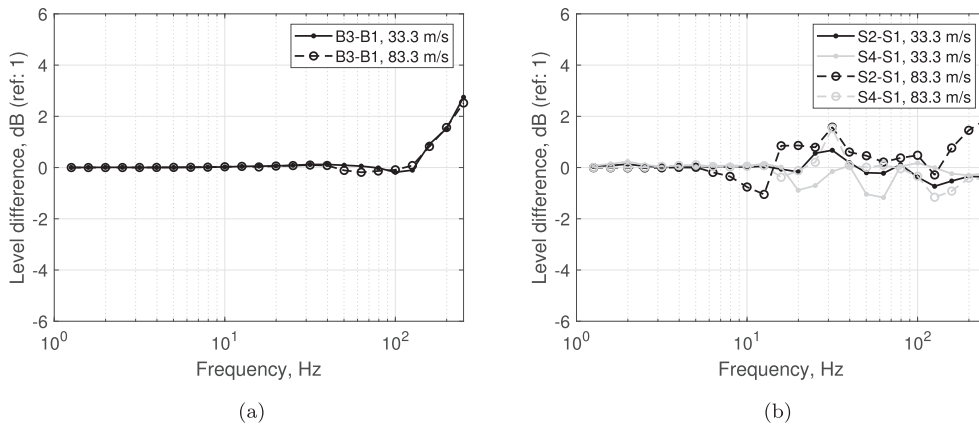 6
4
2
0
-2
-4
-6
Level difference, dB (ref: 1)
B3-B1, 33.3 m/s
B3-B1, 83.3 m/s
10^0
10^1
10^2
Frequency, Hz
(a)
6
4
2
0
-2
-4
-6
Level difference, dB (ref: 1)
S2-S1, 33.3 m/s
S4-S1, 33.3 m/s
S2-S1, 83.3 m/s
S4-S1, 83.3 m/s
10^0
10^1
10^2
Frequency, Hz
(b)